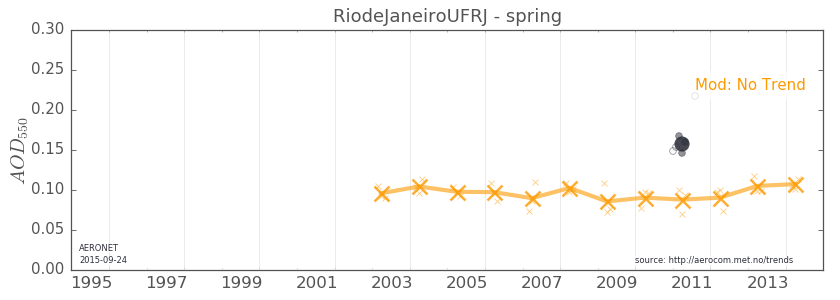 RiodeJaneiroUFRJ - spring
0.30
0.25
0.20
0.15
0.10
0.05
0.00
AOD550
Mod: No Trend
AERONET
2015-09-24
source: http://aerocom.met.no/trends
1995 1997 1999 2001 2003 2005 2007 2009 2011 2013